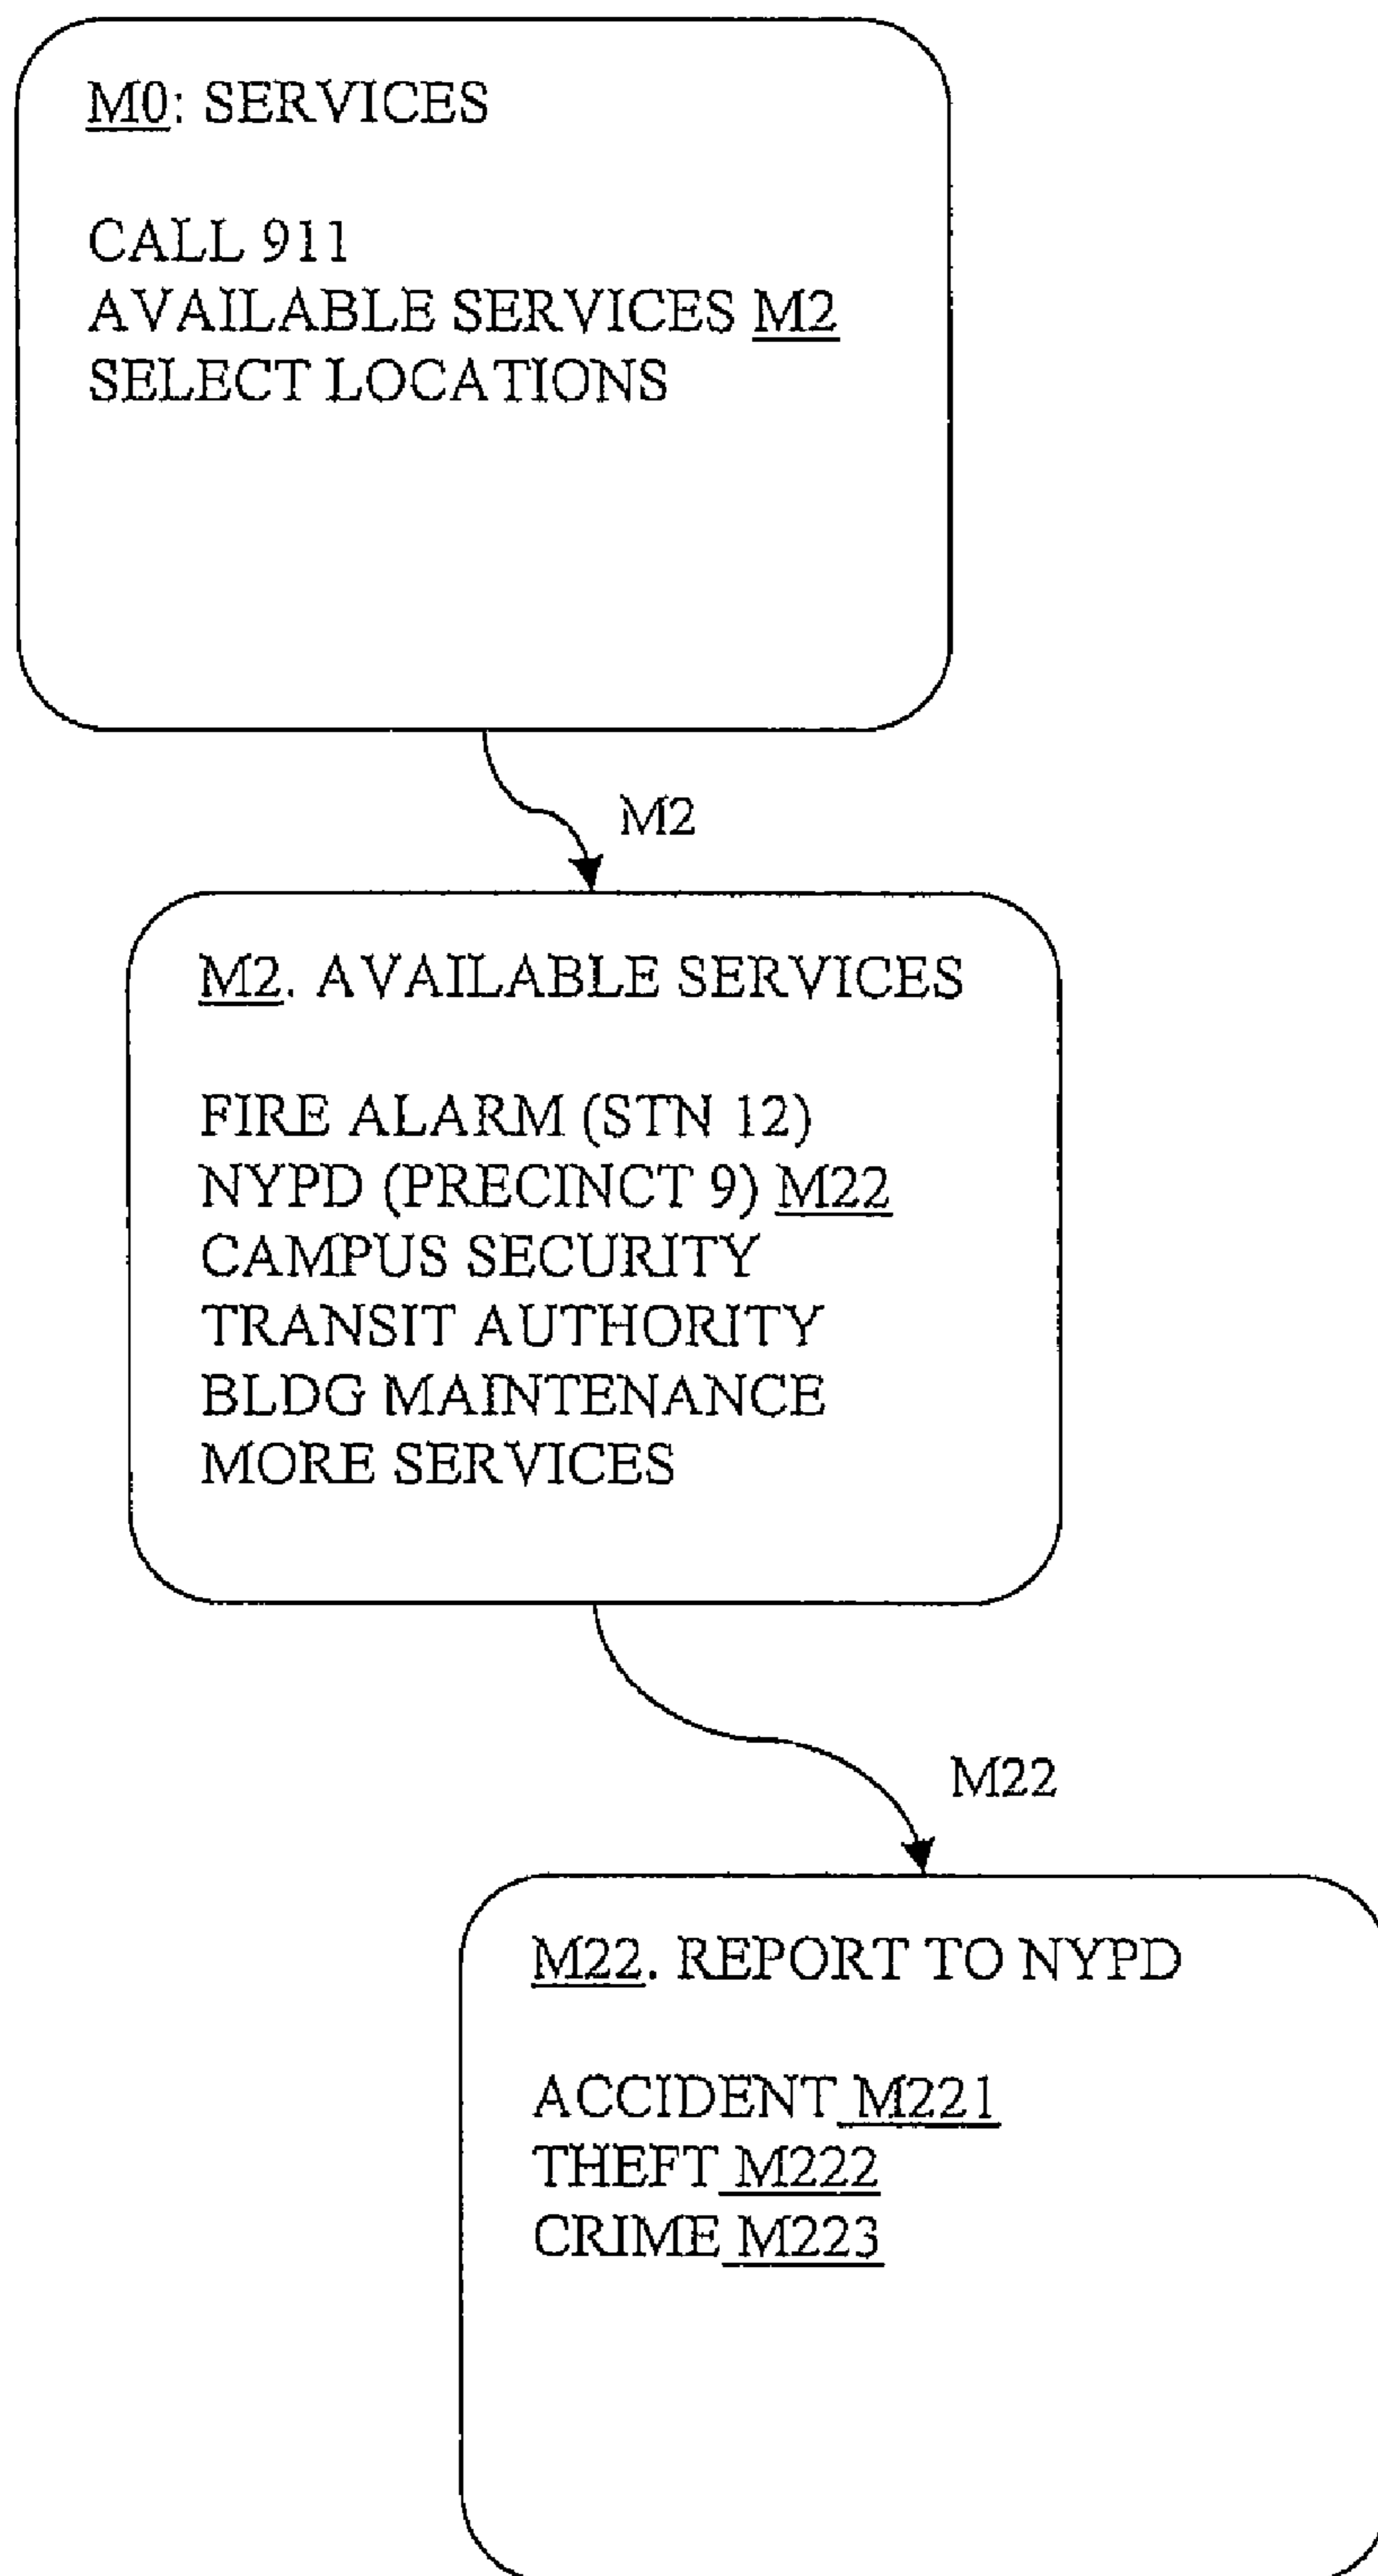 M0: SERVICES
CALL 911
AVAILABLE SERVICES M2
SELECT LOCATIONS
M2
M2. AVAILABLE SERVICES
FIRE ALARM (STN 12)
NYPD (PRECINCT 9) M22
CAMPUS SECURITY
TRANSIT AUTHORITY
BLDG MAINTENANCE
MORE SERVICES
M22
M22. REPORT TO NYPD
ACCIDENT M221
THEFT M222
CRIME M223